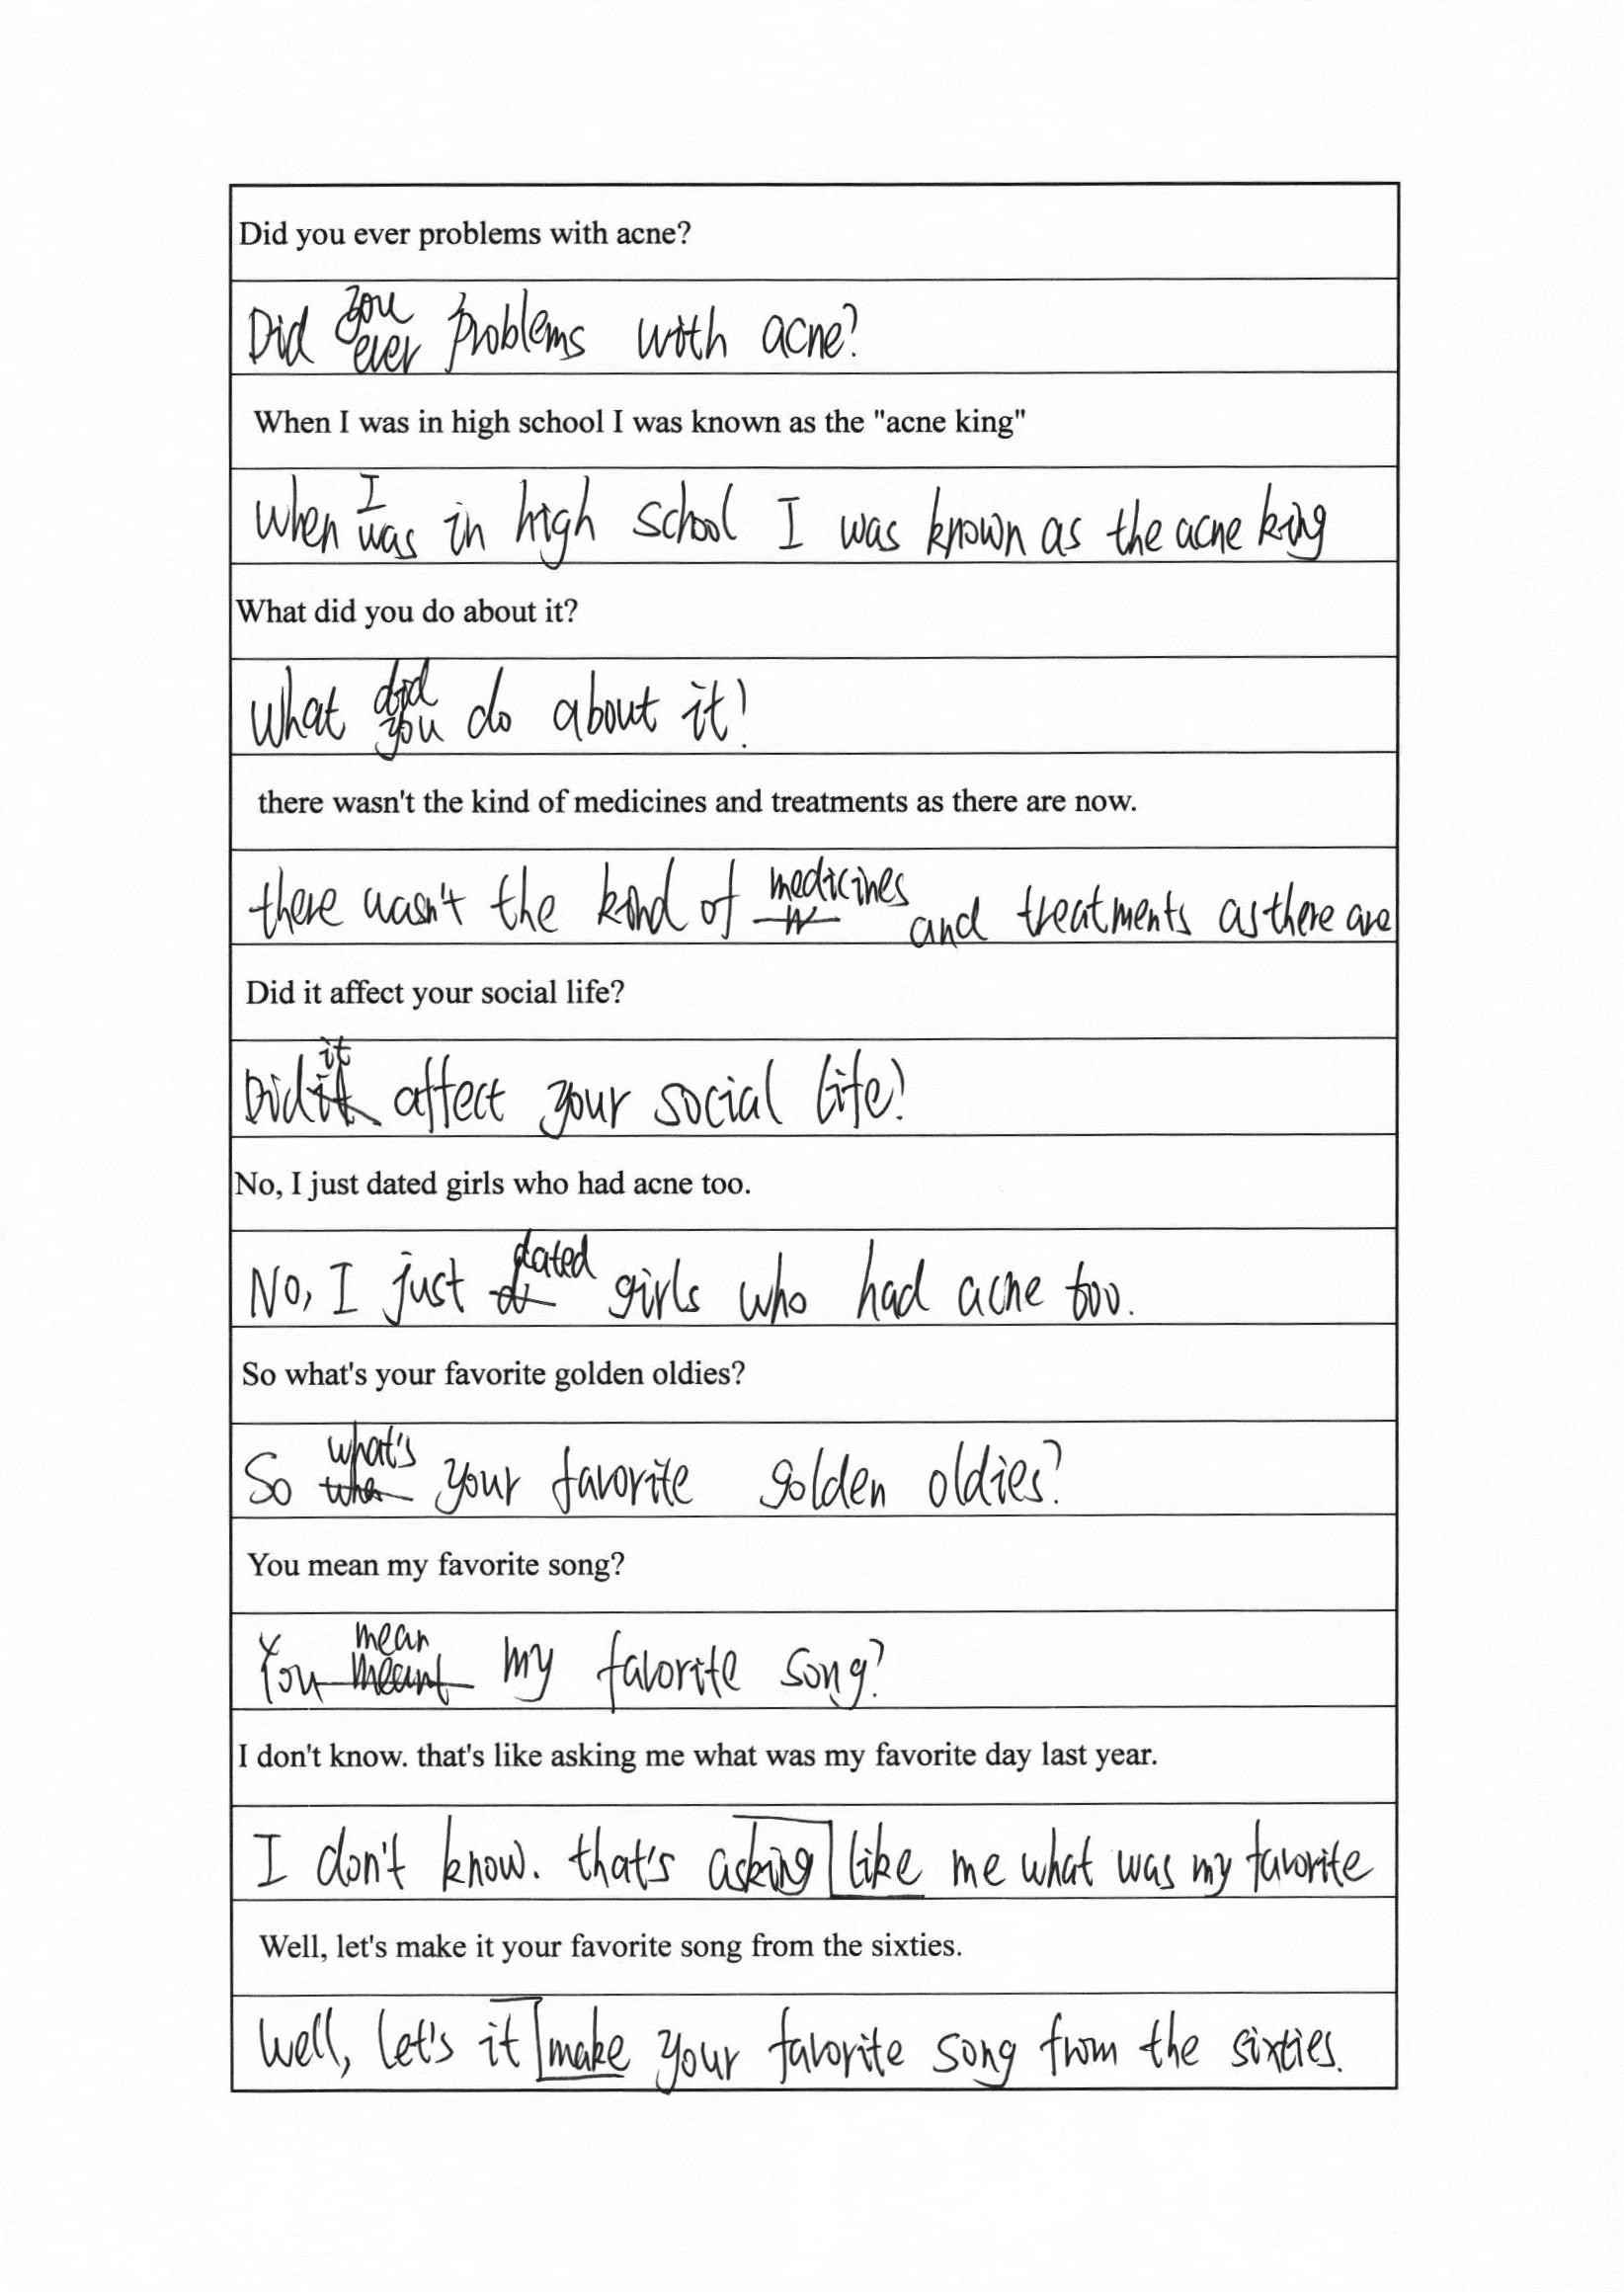 Did you ever problems with acne?
Did you ever problems with acne?
When I was in high school I was known as the "acne king"
when I was in high school I was known as the acne king
What did you do about it?
what did you do about it?
there wasn't the kind of medicines and treatments as there are now.
there wasn't the kind of medicines and treatments as there are
Did it affect your social life?
Did it affect your social life?
No, I just dated girls who had acne too.
No, I just dated girls who had acne too.
So what's your favorite golden oldies?
So what's your favorite golden oldies?
You mean my favorite song?
You mean my favorite song?
I don't know. that's like asking me what was my favorite day last year.
I don't know. that's asking like me what was my favorite
Well, let's make it your favorite song from the sixties.
Well, let's it make your favorite song from the sixties.